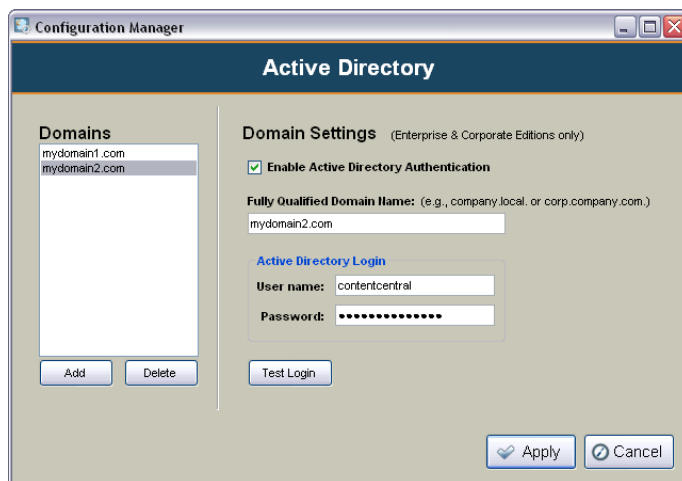 Configuration Manager
Active Directory
Domains
mydomain1.com
mydomain2.com
Add
Delete
Domain Settings (Enterprise & Corporate Editions only)
Enable Active Directory Authentication
Fully Qualified Domain Name: (e.g., company.local. or corp.company.com.)
mydomain2.com
Active Directory Login
User name: contentcentral
Password: ••••••••••••••
Test Login
Apply
Cancel